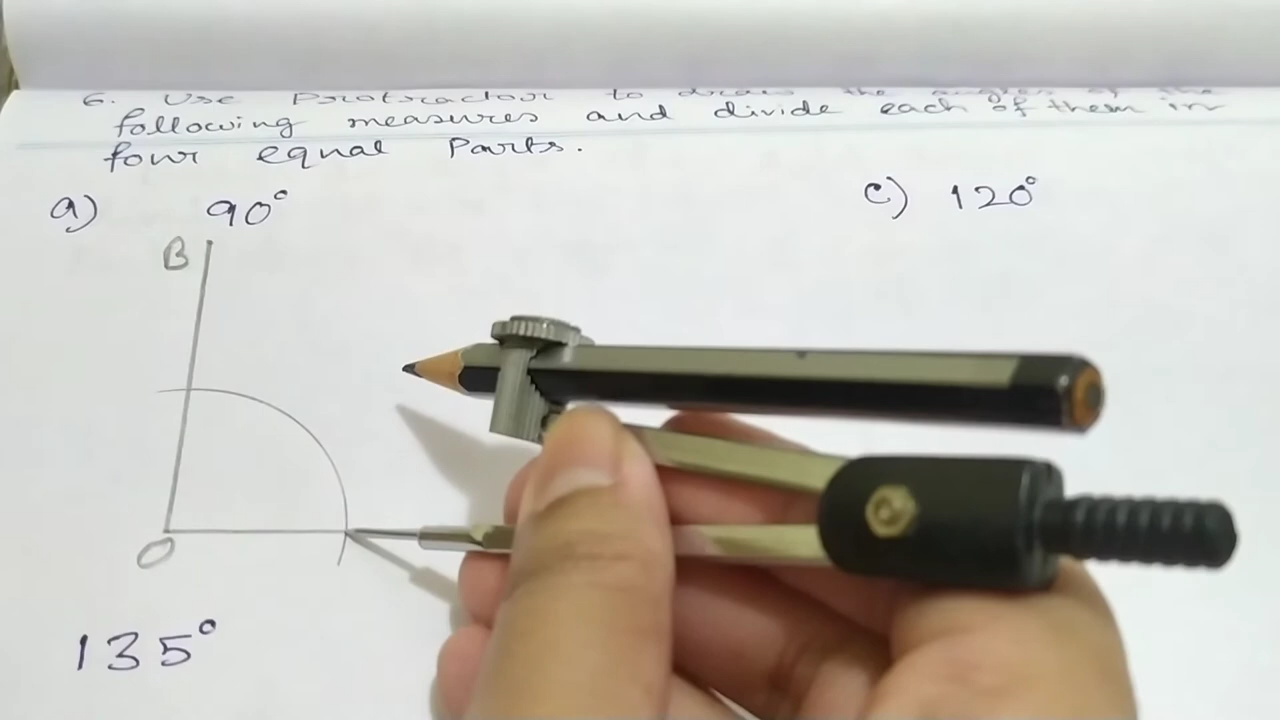 6. Use Protractor to draw the angles of the
following measures and divide each of them in
four equal Parts.
a) 90°
c) 120°
B
O
135°